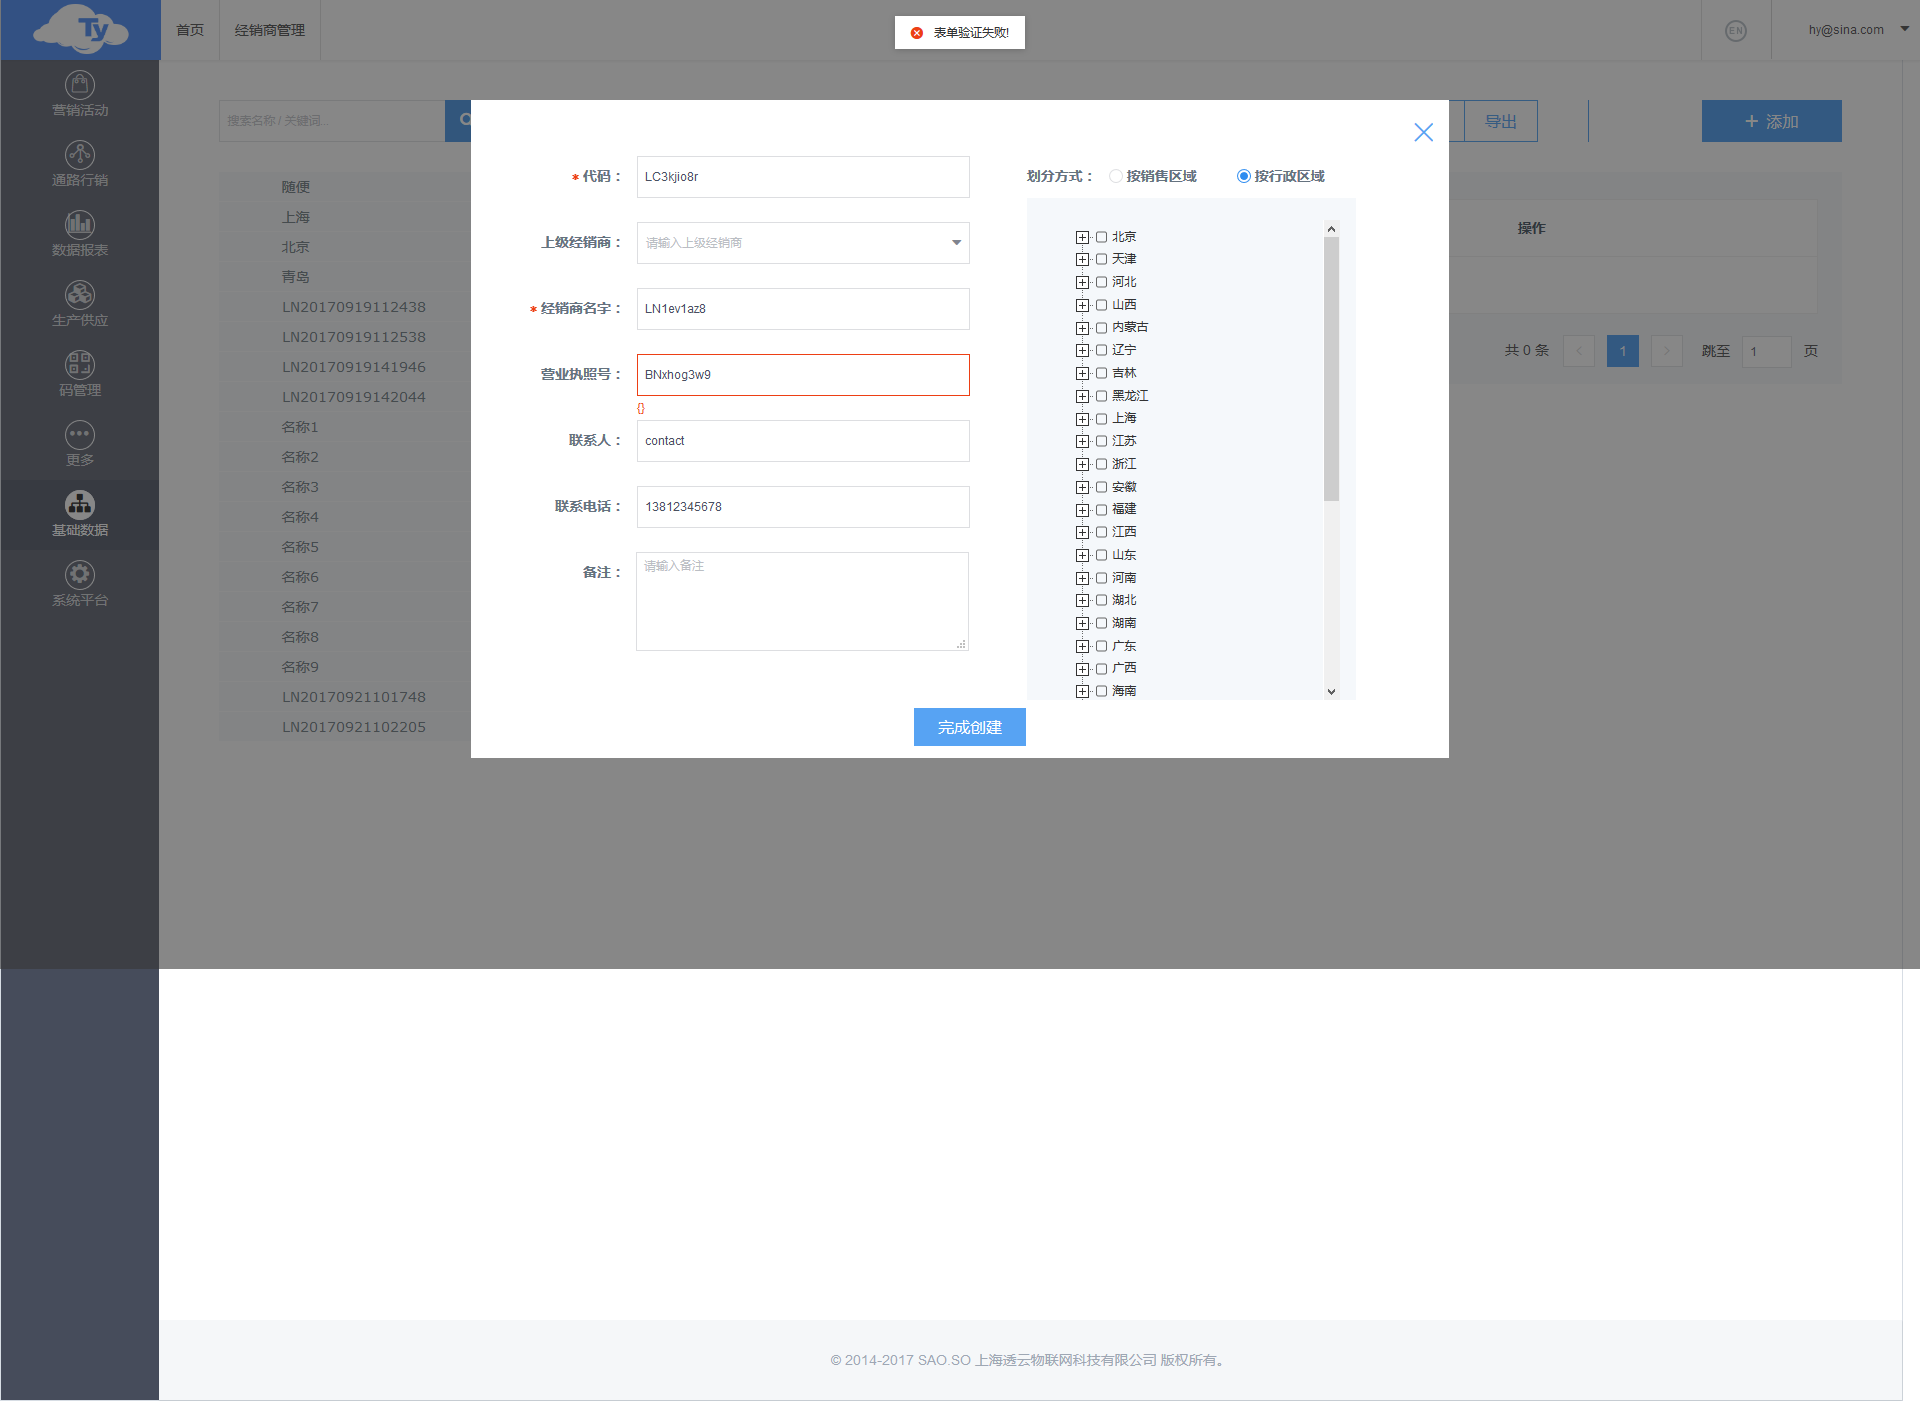 Ty
首页
经销商管理
表单验证失败!
EN
hy@sina.com
营销活动
通路行销
数据报表
生产供应
码管理
更多
基础数据
系统平台
搜索名称 / 关键词...
导出
+ 添加
随便
上海
北京
青岛
LN20170919112438
LN20170919112538
LN20170919141946
LN20170919142044
名称1
名称2
名称3
名称4
名称5
名称6
名称7
名称8
名称9
LN20170921101748
LN20170921102205
* 代码： LC3kjio8r
上级经销商： 请输入上级经销商
* 经销商名字： LN1ev1az8
营业执照号： BNxhog3w9
{}
联系人： contact
联系电话： 13812345678
备注： 请输入备注
划分方式： 按销售区域 按行政区域
北京
天津
河北
山西
内蒙古
辽宁
吉林
黑龙江
上海
江苏
浙江
安徽
福建
江西
山东
河南
湖北
湖南
广东
广西
海南
完成创建
操作
共 0 条 < 1 > 跳至 1 页
© 2014-2017 SAO.SO 上海透云物联网科技有限公司 版权所有。